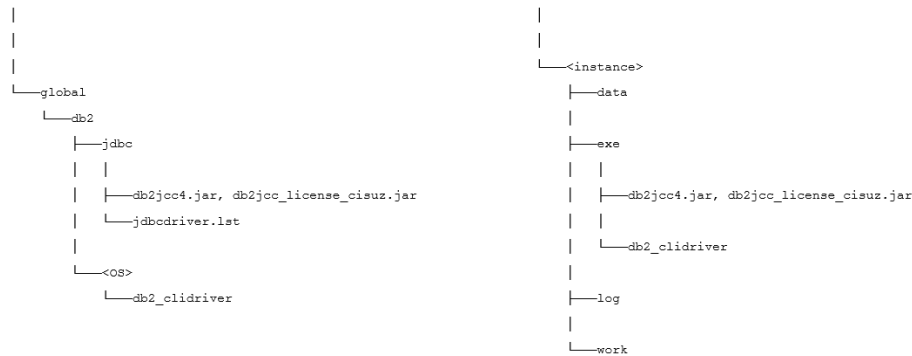 global
db2
jdbc
db2jcc4.jar, db2jcc_license_cisuz.jar
jdbcdriver.lst
<OS>
db2_clidriver
<instance>
data
exe
db2jcc4.jar, db2jcc_license_cisuz.jar
db2_clidriver
log
work